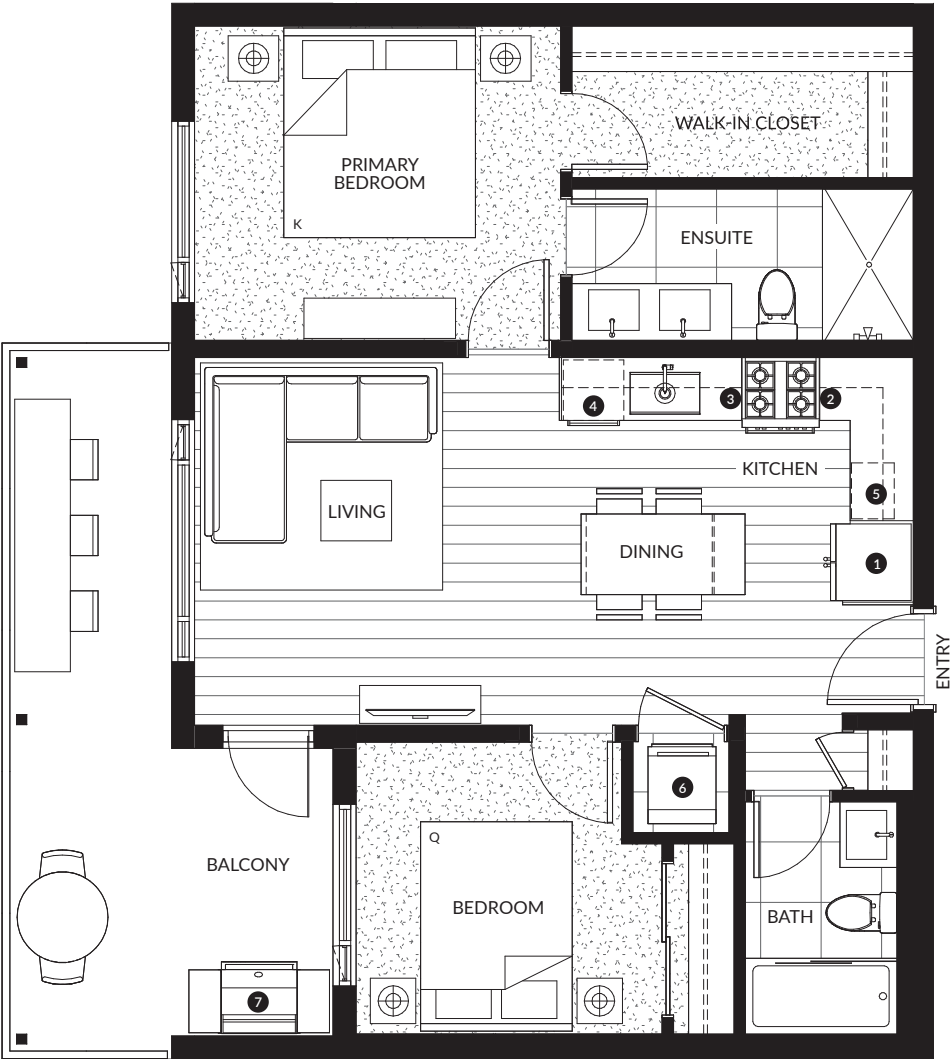 WALK-IN CLOSET
PRIMARY
BEDROOM
K
ENSUITE
3
2
4
KITCHEN
5
LIVING
DINING
1
ENTRY
6
Q
BALCONY
BEDROOM
BATH
7